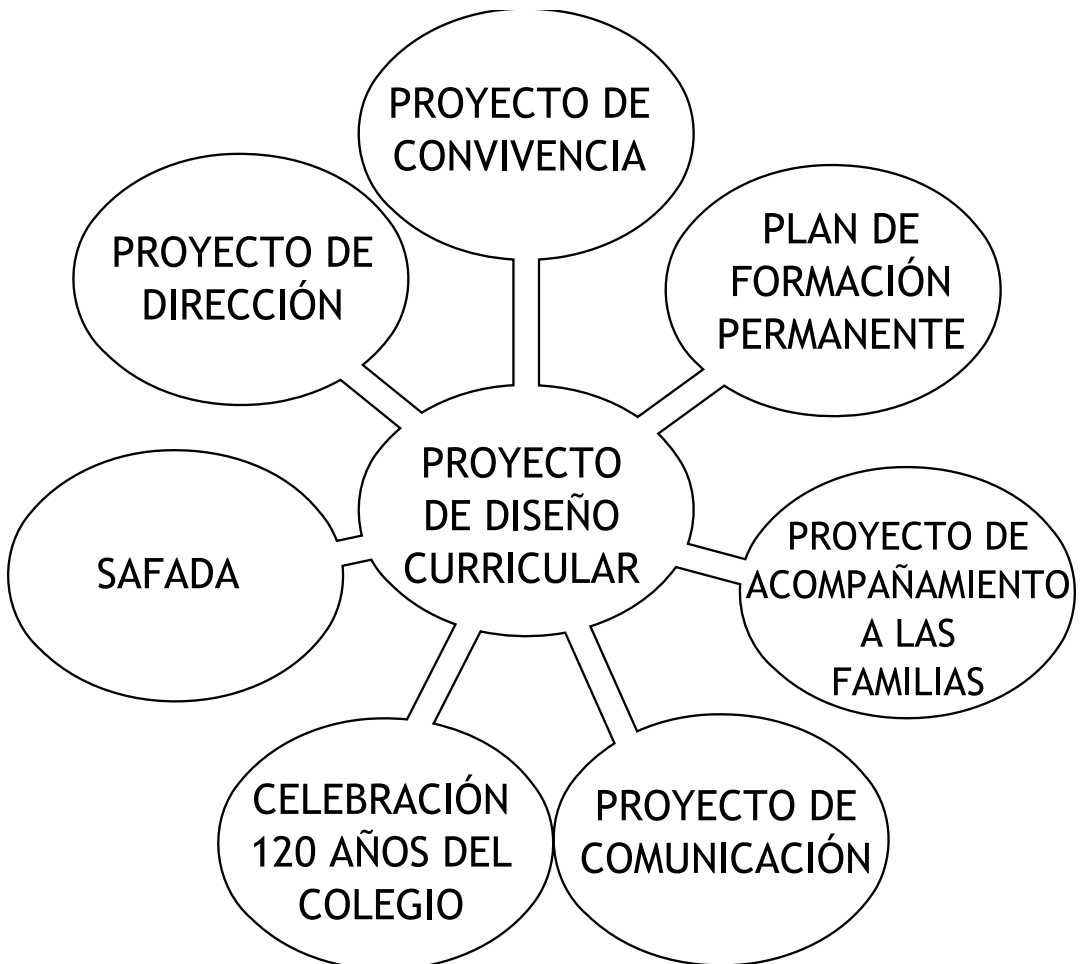 PROYECTO DE
CONVIVENCIA
PROYECTO DE
DIRECCIÓN
PLAN DE
FORMACIÓN
PERMANENTE
PROYECTO
DE DISEÑO
CURRICULAR
SAFADA
PROYECTO DE
ACOMPAÑAMIENTO
A LAS
FAMILIAS
CELEBRACIÓN
120 AÑOS DEL
COLEGIO
PROYECTO DE
COMUNICACIÓN